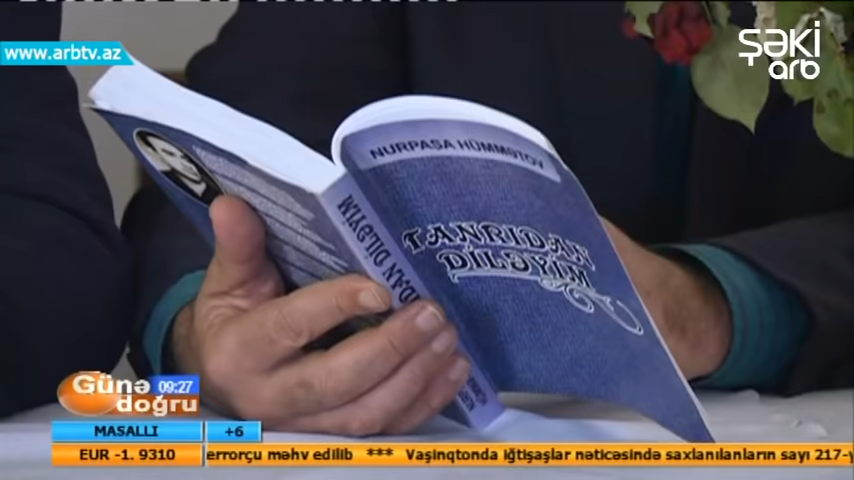 www.arbtv.az
ŞƏKİ
arb
NURPAŞA HÜMMƏTOV
TANRIDAN
DİLƏYİM
DAN DİLƏYİM
Günə 09:27
doğru
MASALLI +6
EUR -1. 9310 errorçu məhv edilib *** Vaşinqtonda iğtişaşlar nəticəsində saxlanılanların sayı 217-y